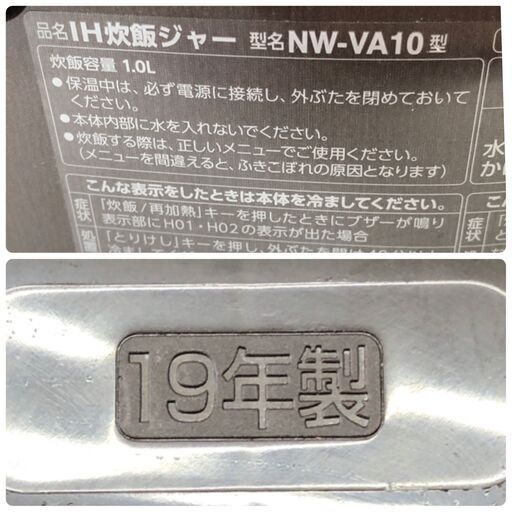 品名 IH炊飯ジャー 型名 NW-VA10型
炊飯容量 1.0L
●保温中は、必ず電源に接続し、外ぶたを閉めておいて
ください。
●本体内部に水を入れないでください。
●炊飯する際は、正しいメニューでご使用ください。
(メニューを間違えると、ふきこぼれの原因となります)
水
か
こんな表示をしたときは本体を冷ましてください。
症状
「炊飯/再加熱」キーを押したときにブザーが鳴り
表示部にH01・H02の表示が出た場合
処置
「とりけし」キーを押し、外ぶたを開け
こん
症状
19年製